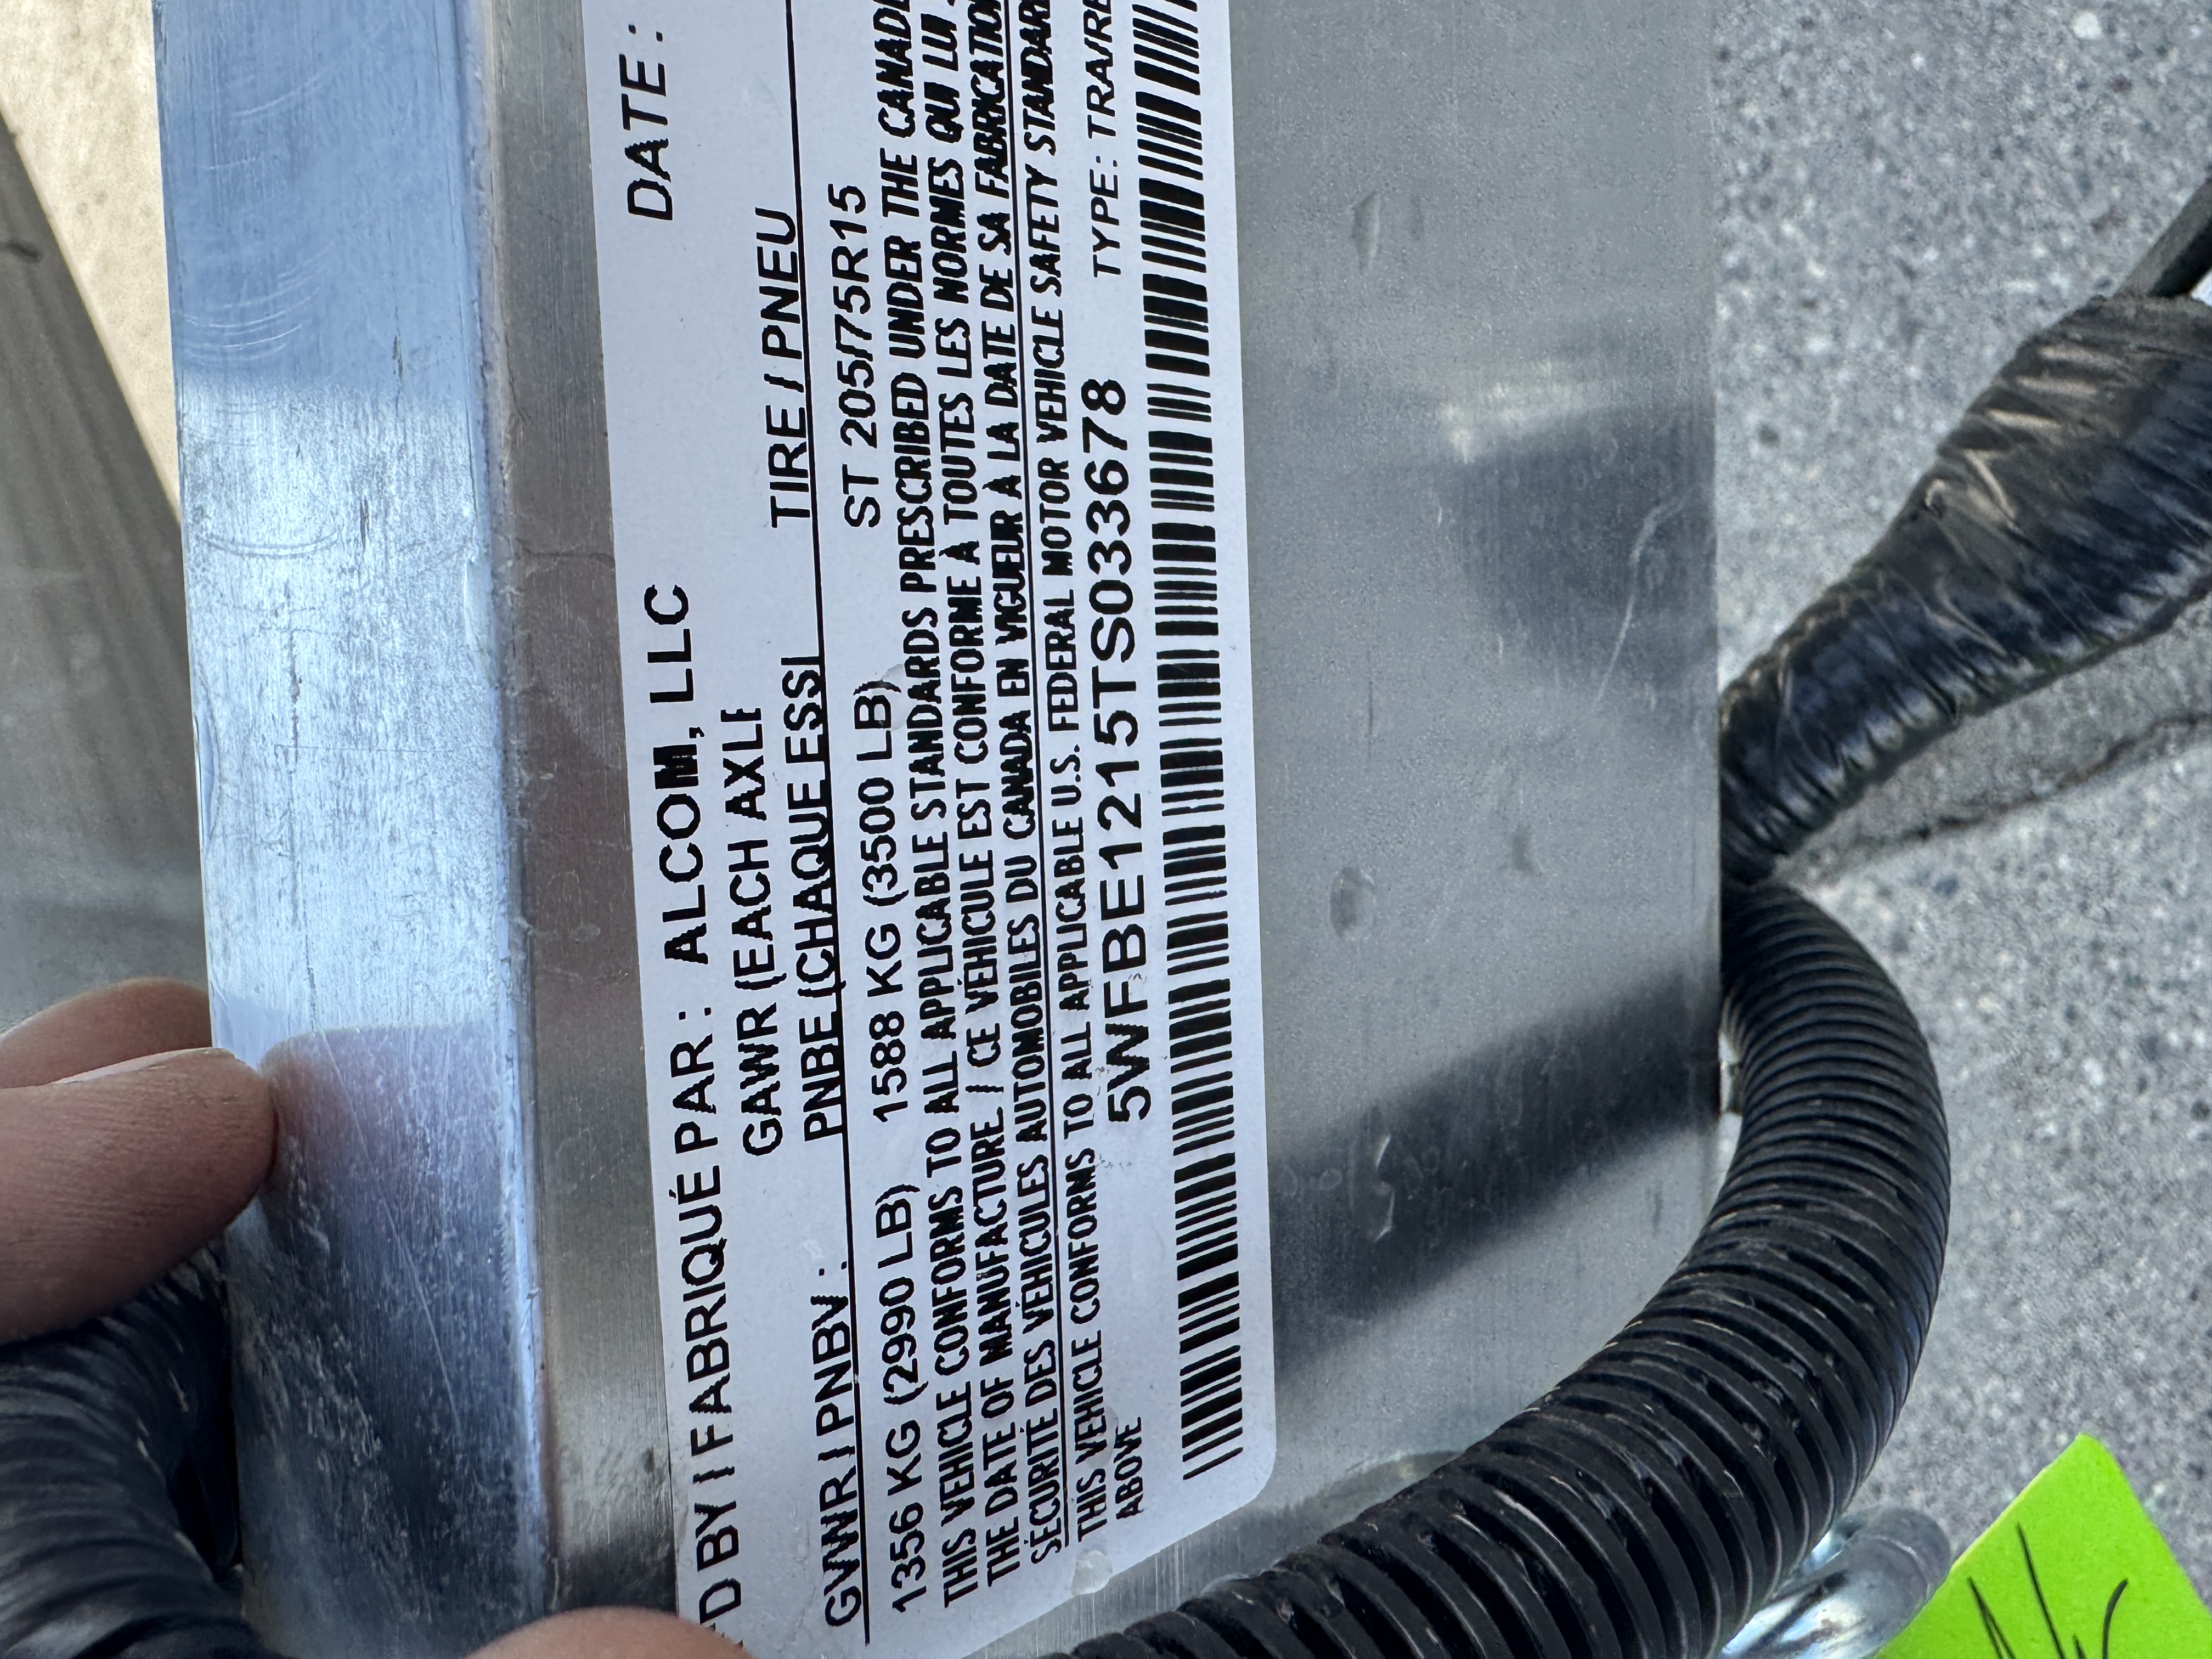 D BY / FABRIQUÉ PAR : ALCOM, LLC DATE :
GAWR (EACH AXLE
GVWR / PNBV : PNBE (CHAQUE ESSI TIRE / PNEU
1356 KG (2990 LB) 1588 KG (3500 LB) ST 205/75R15
THIS VEHICLE CONFORMS TO ALL APPLICABLE STANDARDS PRESCRIBED UNDER THE CANAD
THE DATE OF MANUFACTURE. / CE VÉHICULE EST CONFORME À TOUTES LES NORMES QUI LU
SÉCURITÉ DES VÉHICULES AUTOMOBILES DU CANADA EN VIGUEUR À LA DATE DE SA FABRICATION
THIS VEHICLE CONFORMS TO ALL APPLICABLE U.S. FEDERAL MOTOR VEHICLE SAFETY STANDAR
ABOVE 5WFBE1215TS033678 TYPE: TRA/RE